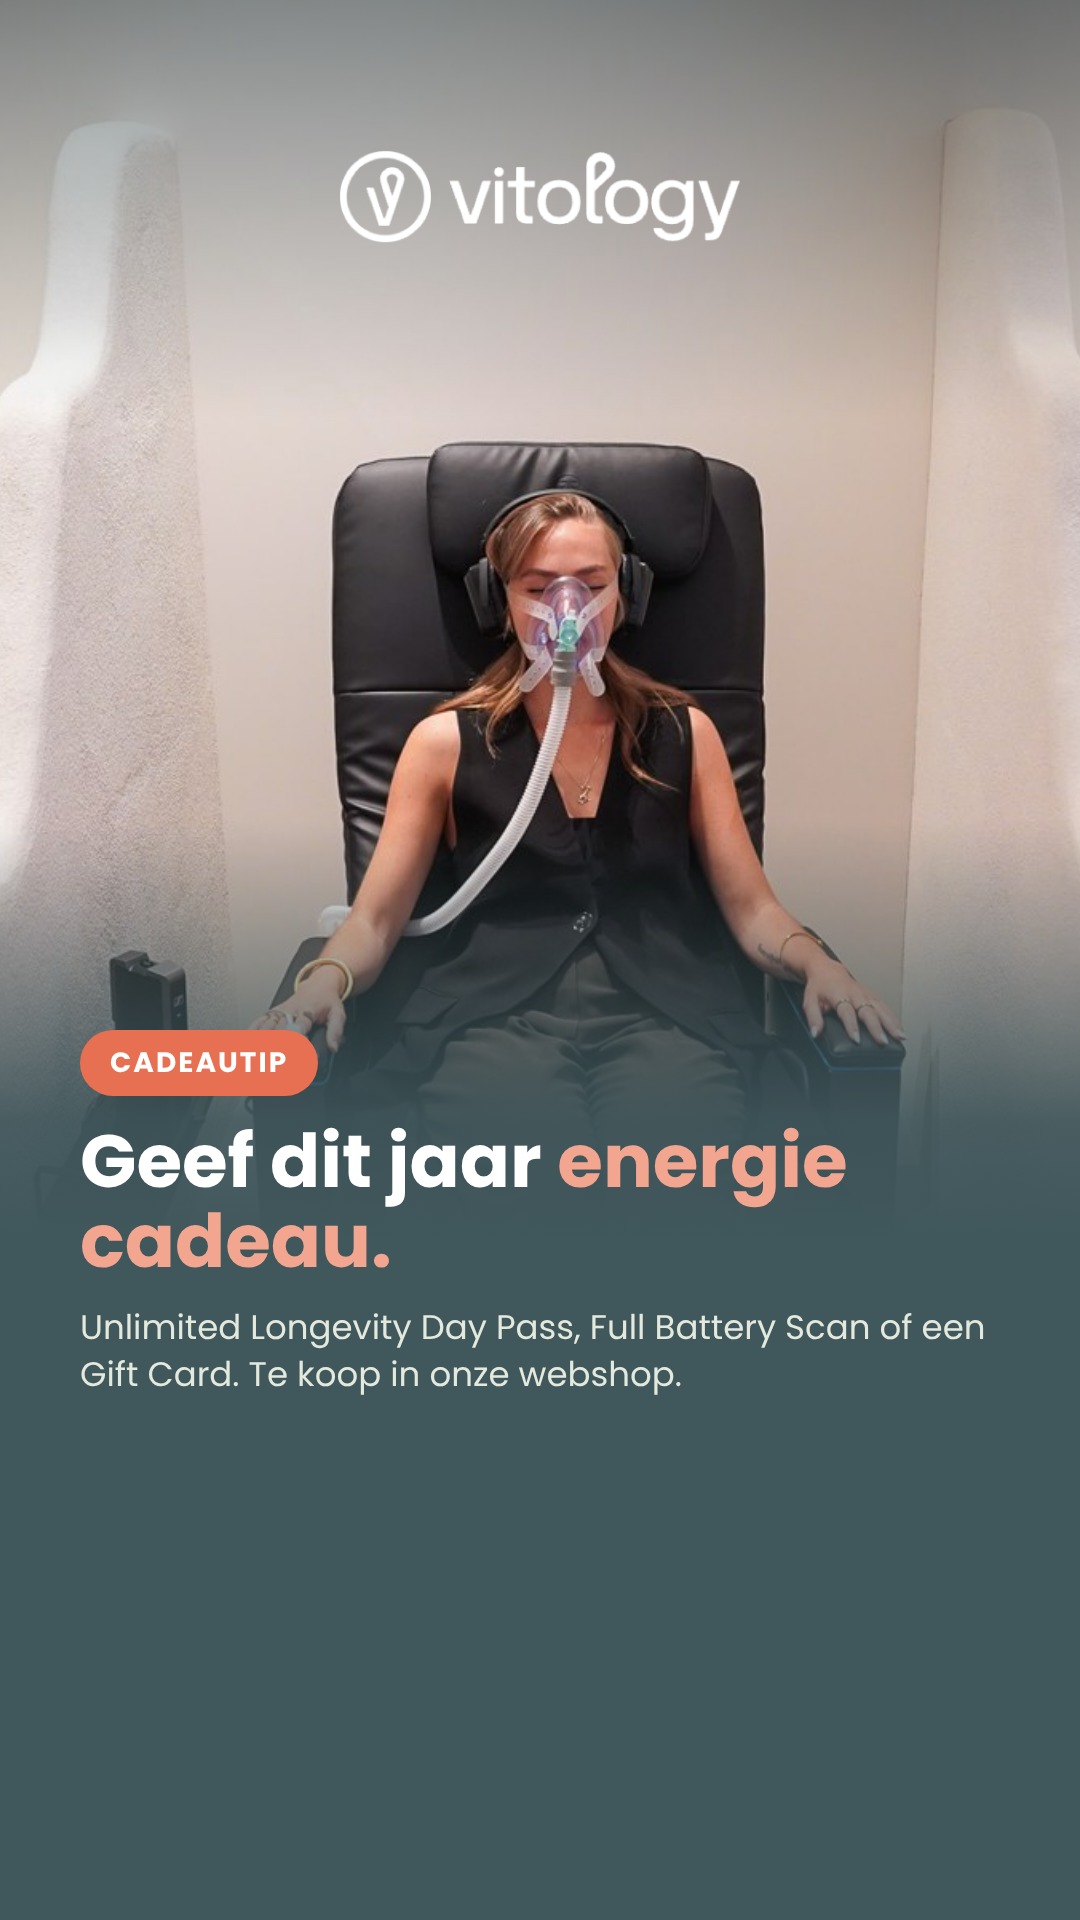 vitology
CADEAUTIP
Geef dit jaar energie
cadeau.
Unlimited Longevity Day Pass, Full Battery Scan of een
Gift Card. Te koop in onze webshop.